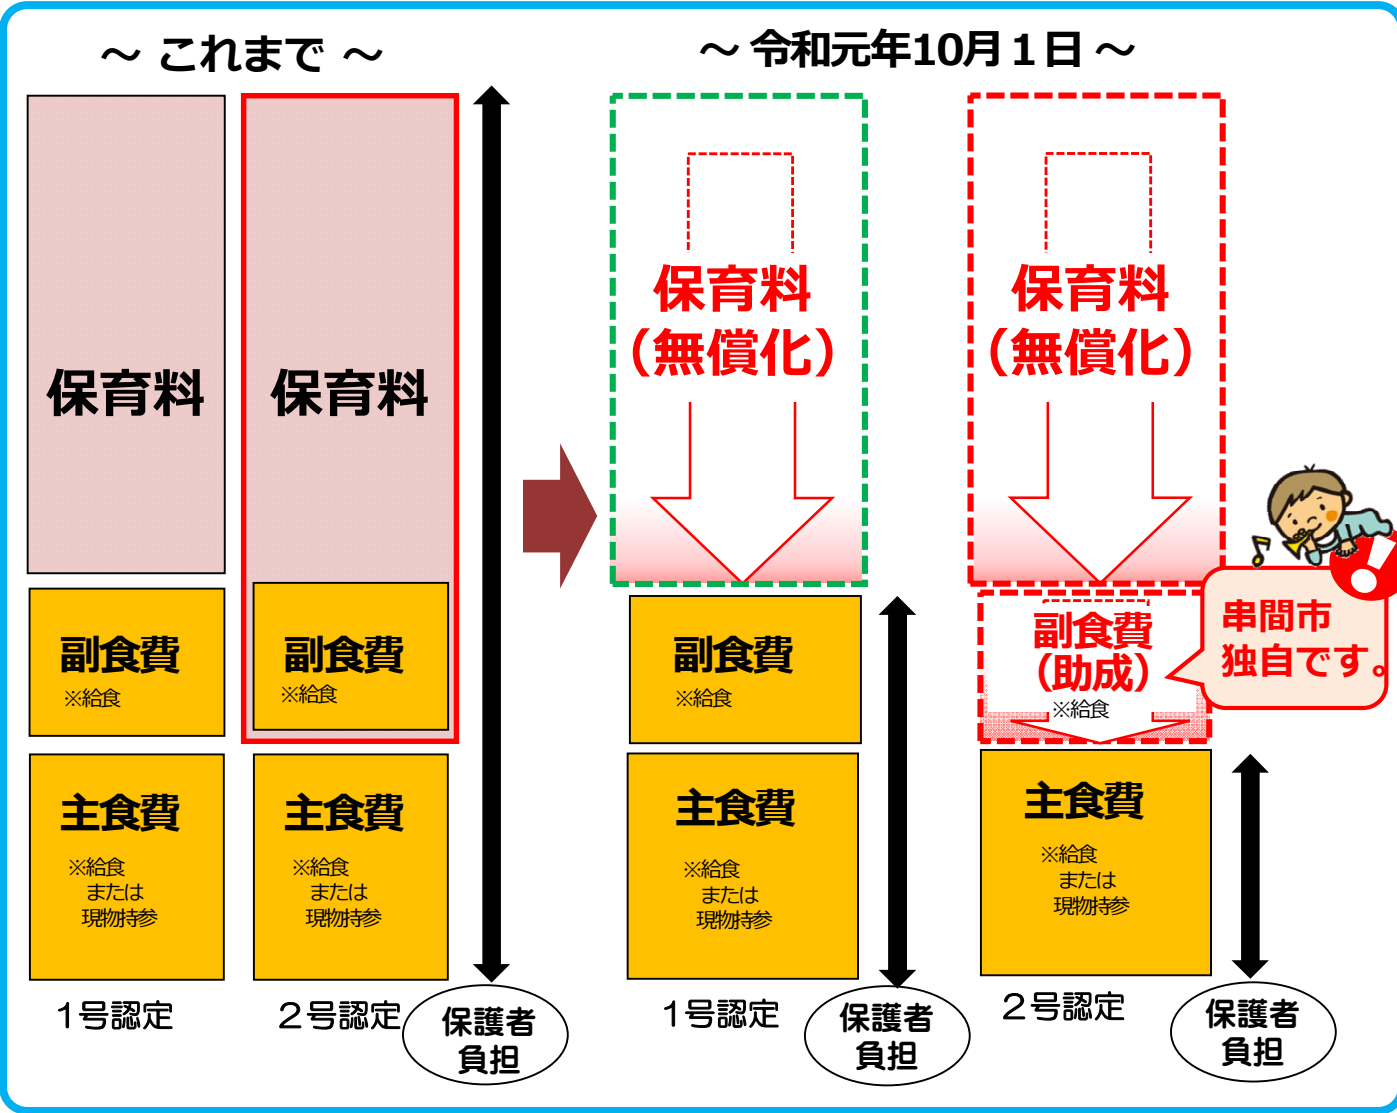 ～ これまで ～
保育料
保育料
副食費
※給食
副食費
※給食
主食費
※給食
または
現物持参
主食費
※給食
または
現物持参
1号認定
2号認定
保護者
負担
～ 令和元年10月１日 ～
保育料
（無償化）
保育料
（無償化）
副食費
※給食
副食費
（助成）
※給食
串間市
独自です。
主食費
※給食
または
現物持参
主食費
※給食
または
現物持参
1号認定
保護者
負担
2号認定
保護者
負担